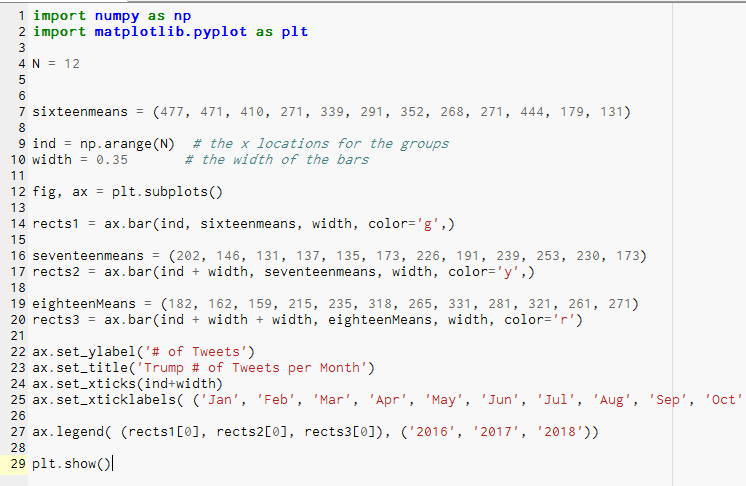 1 import numpy as np
2 import matplotlib.pyplot as plt
3
4 N = 12
5
6
7 sixteenmeans = (477, 471, 410, 271, 339, 291, 352, 268, 271, 444, 179, 131)
8
9 ind = np.arange(N)  # the x locations for the groups
10 width = 0.35       # the width of the bars
11
12 fig, ax = plt.subplots()
13
14 rects1 = ax.bar(ind, sixteenmeans, width, color='g',)
15
16 seventeenmeans = (202, 146, 131, 137, 135, 173, 226, 191, 239, 253, 230, 173)
17 rects2 = ax.bar(ind + width, seventeenmeans, width, color='y',)
18
19 eighteenMeans = (182, 162, 159, 215, 235, 318, 265, 331, 281, 321, 261, 271)
20 rects3 = ax.bar(ind + width + width, eighteenMeans, width, color='r')
21
22 ax.set_ylabel('# of Tweets')
23 ax.set_title('Trump # of Tweets per Month')
24 ax.set_xticks(ind+width)
25 ax.set_xticklabels( ('Jan', 'Feb', 'Mar', 'Apr', 'May', 'Jun', 'Jul', 'Aug', 'Sep', 'Oct'
26
27 ax.legend( (rects1[0], rects2[0], rects3[0]), ('2016', '2017', '2018'))
28
29 plt.show()